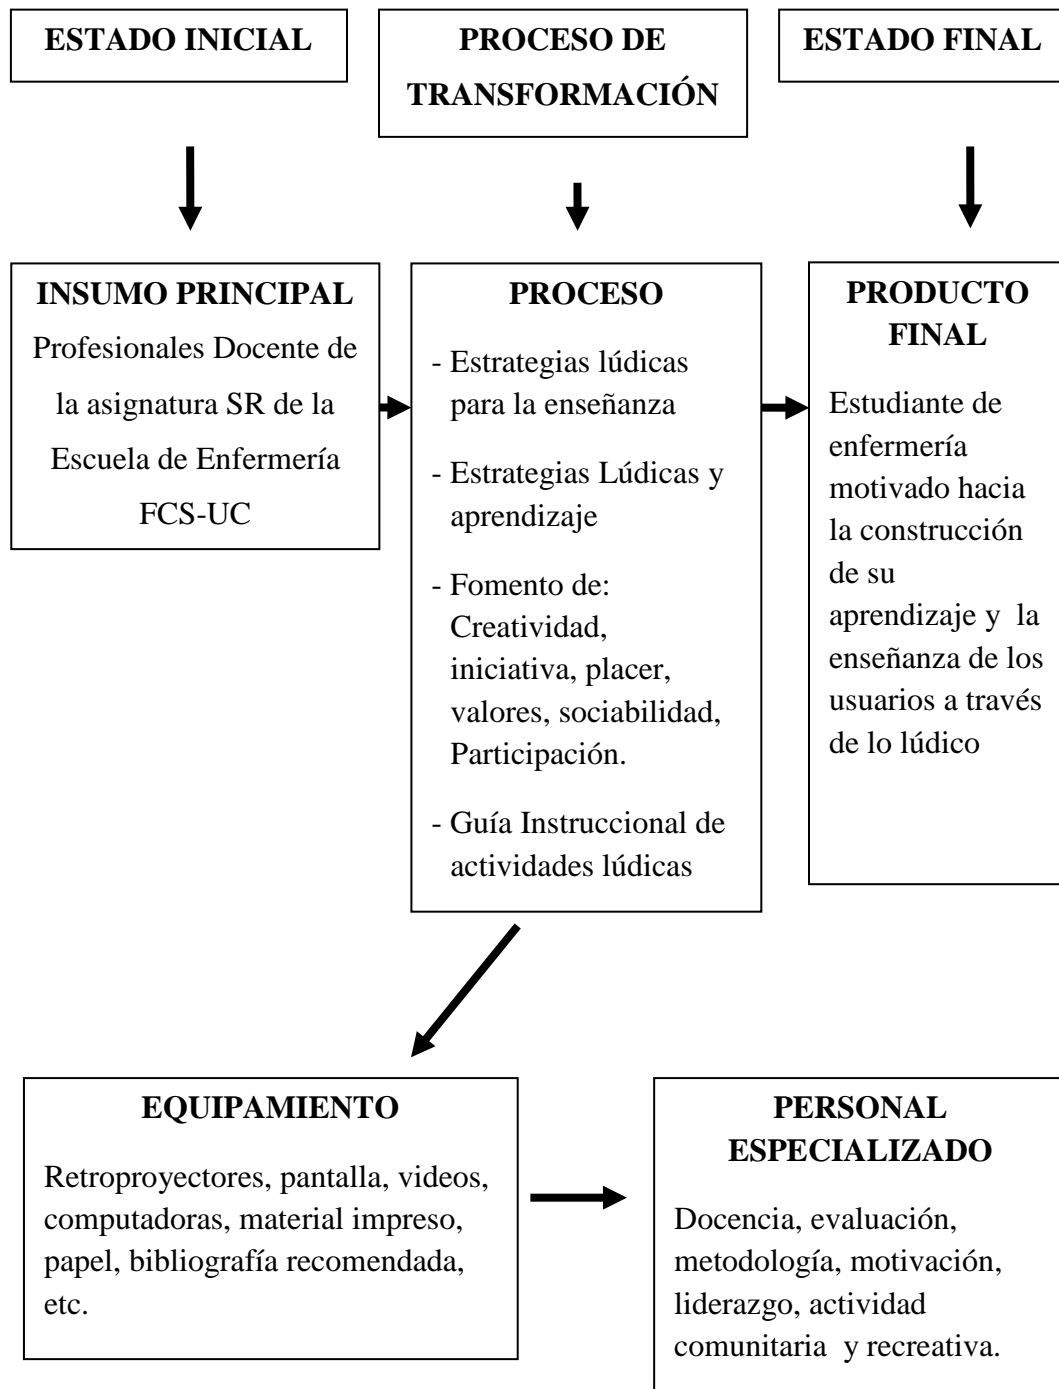 ESTADO INICIAL
PROCESO DE
TRANSFORMACIÓN
ESTADO FINAL
INSUMO PRINCIPAL
Profesionales Docente de
la asignatura SR de la
Escuela de Enfermería
FCS-UC
PROCESO
- Estrategias lúdicas
para la enseñanza
- Estrategias Lúdicas y
aprendizaje
- Fomento de:
Creatividad,
iniciativa, placer,
valores, sociabilidad,
Participación.
- Guía Instruccional de
actividades lúdicas
PRODUCTO
FINAL
Estudiante de
enfermería
motivado hacia
la construcción
de su
aprendizaje y  la
enseñanza de los
usuarios a través
de lo lúdico
EQUIPAMIENTO
Retroproyectores, pantalla, videos,
computadoras, material impreso,
papel, bibliografía recomendada,
etc.
PERSONAL
ESPECIALIZADO
Docencia, evaluación,
metodología, motivación,
liderazgo, actividad
comunitaria  y recreativa.